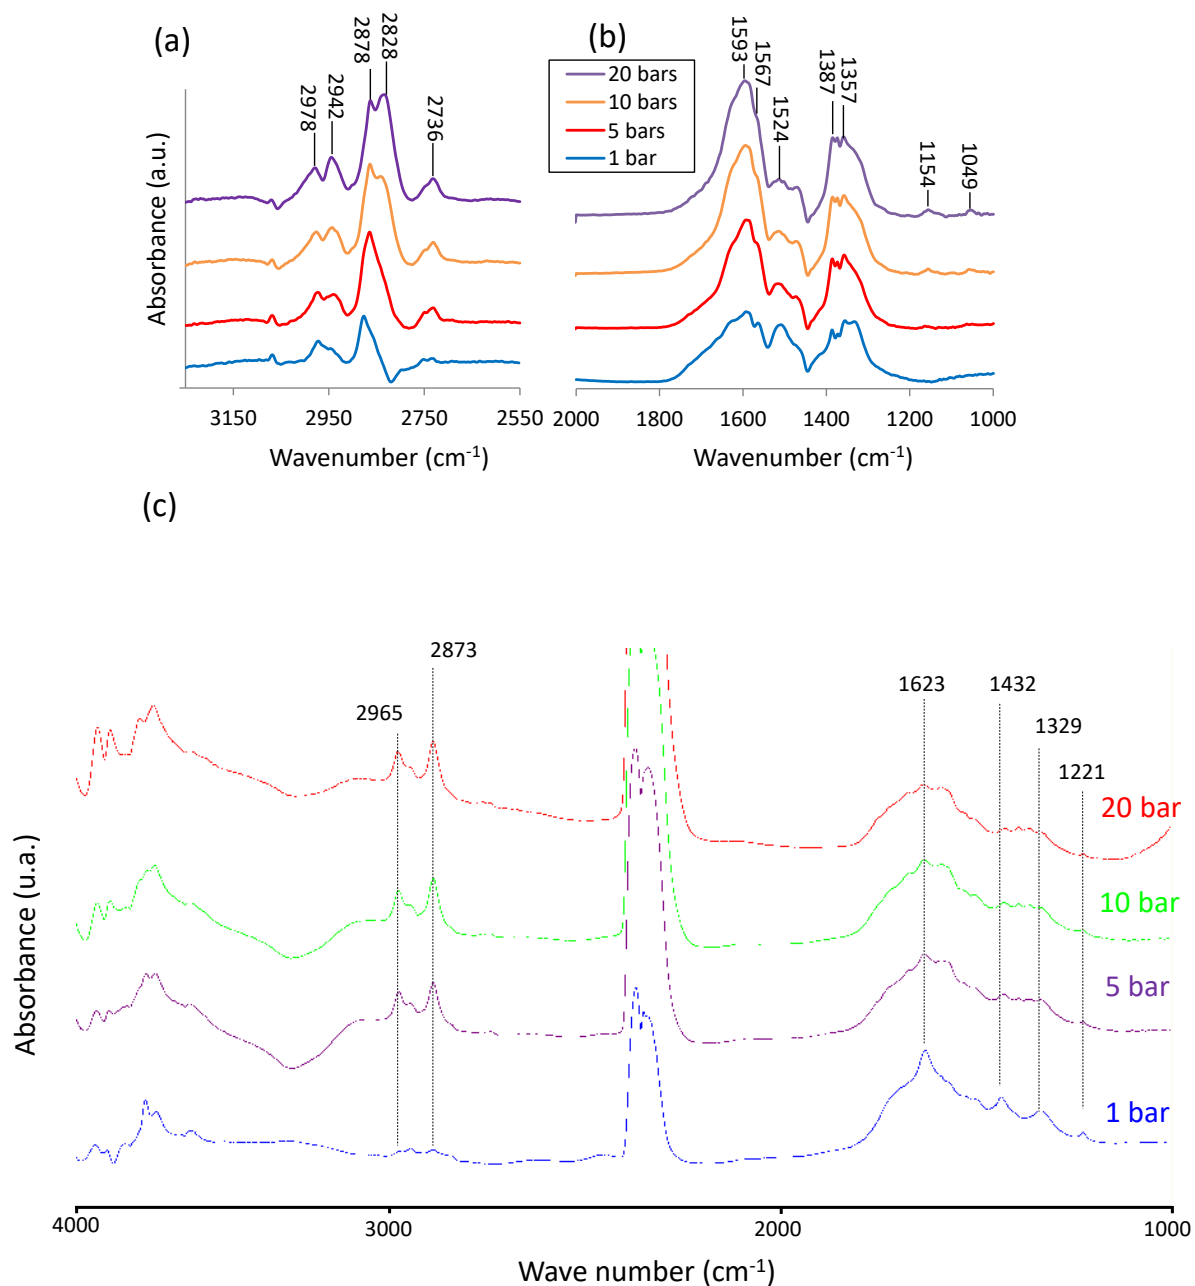 (a)
2978
2942
2878
2828
2736
Absorbance (a.u.)
3150
2950
2750
2550
Wavenumber (cm⁻¹)
(b)
20 bars
10 bars
5 bars
1 bar
1593
1567
1524
1387
1357
1154
1049
2000
1800
1600
1400
1200
1000
Wavenumber (cm⁻¹)
(c)
2965
2873
1623
1432
1329
1221
20 bar
10 bar
5 bar
1 bar
Absorbance (u.a.)
4000
3000
2000
1000
Wave number (cm⁻¹)